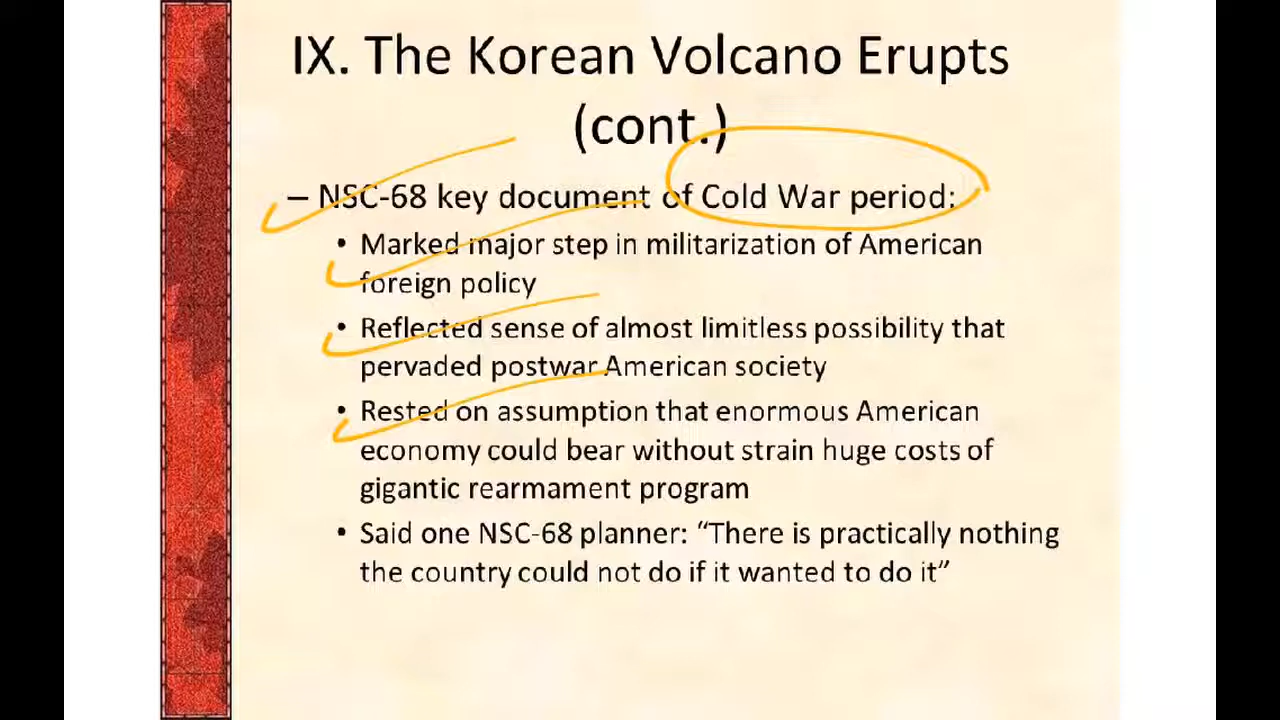 IX. The Korean Volcano Erupts
(cont.)
– NSC-68 key document of Cold War period:
• Marked major step in militarization of American
foreign policy
• Reflected sense of almost limitless possibility that
pervaded postwar American society
• Rested on assumption that enormous American
economy could bear without strain huge costs of
gigantic rearmament program
• Said one NSC-68 planner: “There is practically nothing
the country could not do if it wanted to do it”